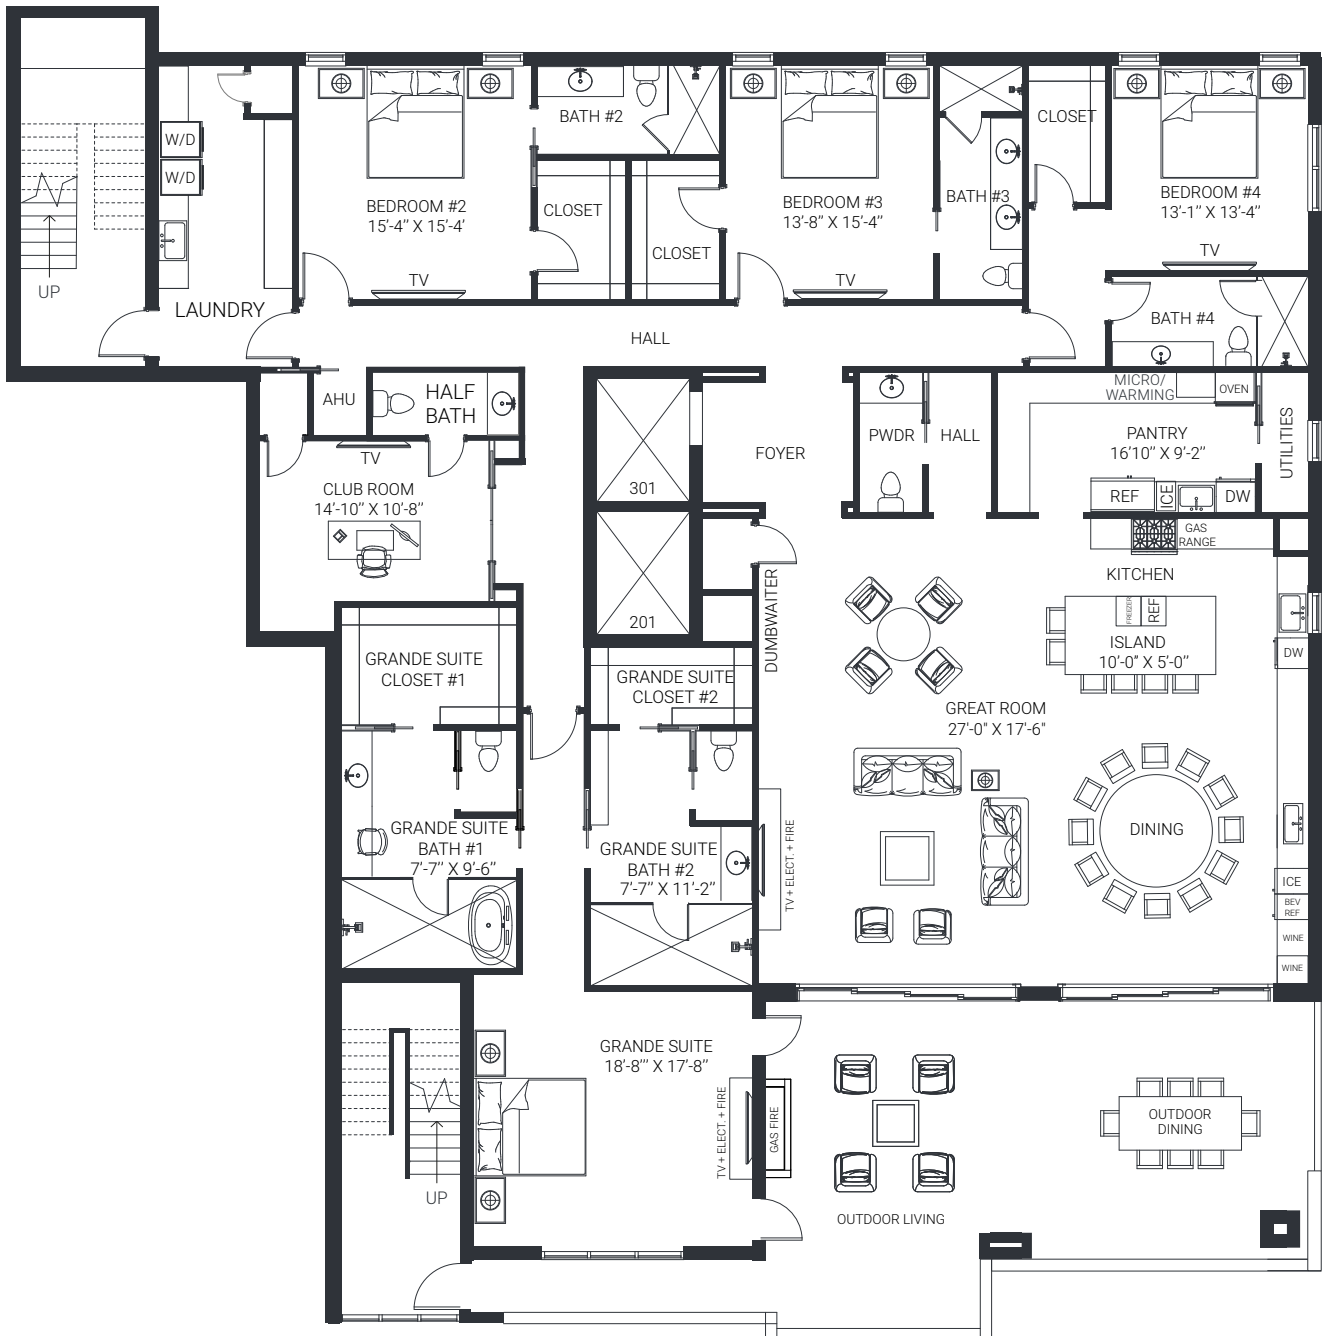 BATH #2
CLOSET
W/D
W/D
BEDROOM #2
15'-4" X 15'-4'
CLOSET
CLOSET
BEDROOM #3
13'-8" X 15'-4"
BATH #3
BEDROOM #4
13'-1" X 13'-4"
TV
TV
TV
UP
LAUNDRY
HALL
BATH #4
AHU
HALF
BATH
MICRO/
WARMING
OVEN
TV
FOYER
PWDR
HALL
PANTRY
16'10" X 9'-2"
UTILITIES
CLUB ROOM
14'-10" X 10'-8"
301
REF
ICE
DW
GAS
RANGE
KITCHEN
201
DUMBWAITER
FREEZER
REF
ISLAND
10'-0" X 5'-0"
DW
GRANDE SUITE
CLOSET #1
GRANDE SUITE
CLOSET #2
GREAT ROOM
27'-0" X 17'-6"
GRANDE SUITE
BATH #1
7'-7" X 9'-6"
GRANDE SUITE
BATH #2
7'-7" X 11'-2"
TV + ELECT. + FIRE
DINING
ICE
BEV
REF
WINE
WINE
GRANDE SUITE
18'-8''' X 17'-8"
TV + ELECT. + FIRE
GAS FIRE
OUTDOOR
DINING
UP
OUTDOOR LIVING